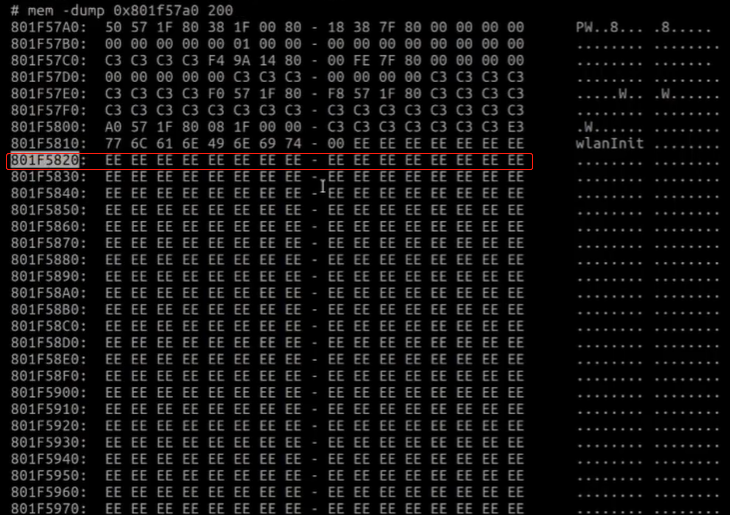 # mem -dump 0x801f57a0 200
801F57A0: 50 57 1F 80 38 1F 00 80 - 18 38 7F 80 00 00 00 00 PW..8... .8.....
801F57B0: 00 00 00 00 00 01 00 00 - 00 00 00 00 00 00 00 00 ........ ........
801F57C0: C3 C3 C3 C3 F4 9A 14 80 - 00 FE 7F 80 00 00 00 00 ........ ........
801F57D0: 00 00 00 00 00 C3 C3 C3 - 00 00 00 00 C3 C3 C3 C3 ........ ........
801F57E0: C3 C3 C3 C3 F0 57 1F 80 - F8 57 1F 80 C3 C3 C3 C3 .....W.. .W......
801F57F0: C3 C3 C3 C3 C3 C3 C3 C3 - C3 C3 C3 C3 C3 C3 C3 C3 ........ ........
801F5800: A0 57 1F 80 08 1F 00 00 - C3 C3 C3 C3 C3 C3 C3 E3 .W...... ........
801F5810: 77 6C 61 6E 49 6E 69 74 - 00 EE EE EE EE EE EE EE wlanInit ........
801F5820: EE EE EE EE EE EE EE EE - EE EE EE EE EE EE EE EE ........ ........
801F5830: EE EE EE EE EE EE EE EE - EE EE EE EE EE EE EE EE ........ ........
801F5840: EE EE EE EE EE EE EE EE - EE EE EE EE EE EE EE EE ........ ........
801F5850: EE EE EE EE EE EE EE EE - EE EE EE EE EE EE EE EE ........ ........
801F5860: EE EE EE EE EE EE EE EE - EE EE EE EE EE EE EE EE ........ ........
801F5870: EE EE EE EE EE EE EE EE - EE EE EE EE EE EE EE EE ........ ........
801F5880: EE EE EE EE EE EE EE EE - EE EE EE EE EE EE EE EE ........ ........
801F5890: EE EE EE EE EE EE EE EE - EE EE EE EE EE EE EE EE ........ ........
801F58A0: EE EE EE EE EE EE EE EE - EE EE EE EE EE EE EE EE ........ ........
801F58B0: EE EE EE EE EE EE EE EE - EE EE EE EE EE EE EE EE ........ ........
801F58C0: EE EE EE EE EE EE EE EE - EE EE EE EE EE EE EE EE ........ ........
801F58D0: EE EE EE EE EE EE EE EE - EE EE EE EE EE EE EE EE ........ ........
801F58E0: EE EE EE EE EE EE EE EE - EE EE EE EE EE EE EE EE ........ ........
801F58F0: EE EE EE EE EE EE EE EE - EE EE EE EE EE EE EE EE ........ ........
801F5900: EE EE EE EE EE EE EE EE - EE EE EE EE EE EE EE EE ........ ........
801F5910: EE EE EE EE EE EE EE EE - EE EE EE EE EE EE EE EE ........ ........
801F5920: EE EE EE EE EE EE EE EE - EE EE EE EE EE EE EE EE ........ ........
801F5930: EE EE EE EE EE EE EE EE - EE EE EE EE EE EE EE EE ........ ........
801F5940: EE EE EE EE EE EE EE EE - EE EE EE EE EE EE EE EE ........ ........
801F5950: EE EE EE EE EE EE EE EE - EE EE EE EE EE EE EE EE ........ ........
801F5960: EE EE EE EE EE EE EE EE - EE EE EE EE EE EE EE EE ........ ........
801F5970: EE EE EE EE EE EE EE EE - EE EE EE EE EE EE EE EE ........ ........